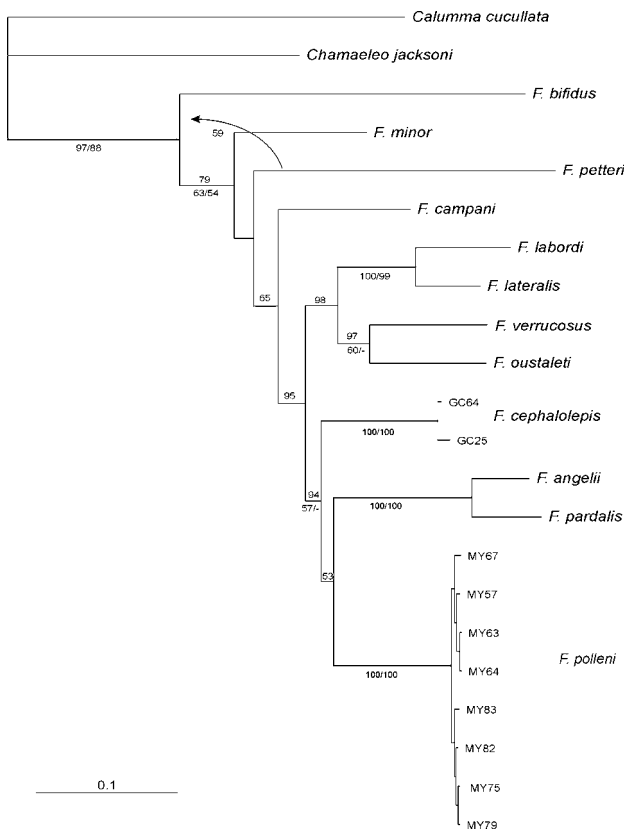 Calumma cucullata
Chamaeleo jacksoni
F. bifidus
97/88
59
F. minor
79
63/54
F. petteri
F. campani
65
F. labordi
100/99
F. lateralis
98
F. verrucosus
97
60/-
F. oustaleti
95
GC64
F. cephalolepis
100/100
GC25
F. angelii
94
57/-
100/100
F. pardalis
MY67
53
MY57
MY63
F. polleni
MY64
100/100
MY83
MY82
0.1
MY75
MY79